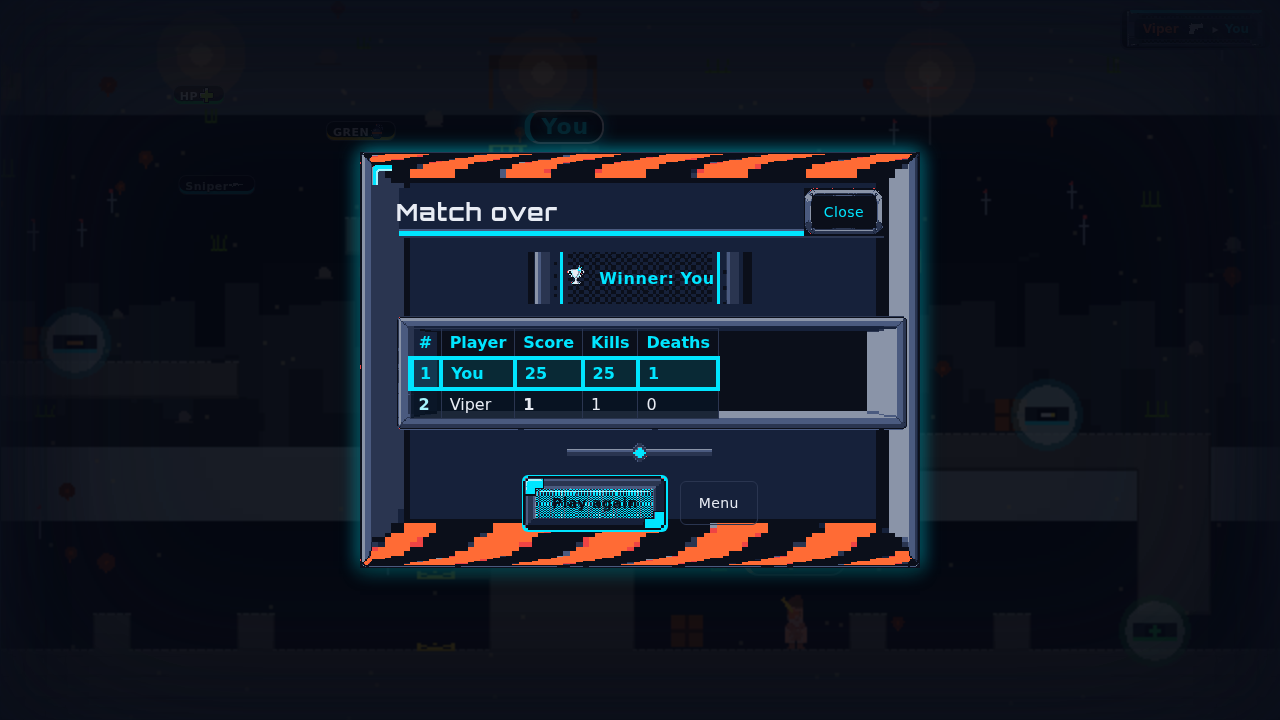 Viper You
HP
GREN
You
Sniper
Match over
Close
Winner: You
# Player Score Kills Deaths
1 You 25 25 1
2 Viper 1 1 0
Play again
Menu